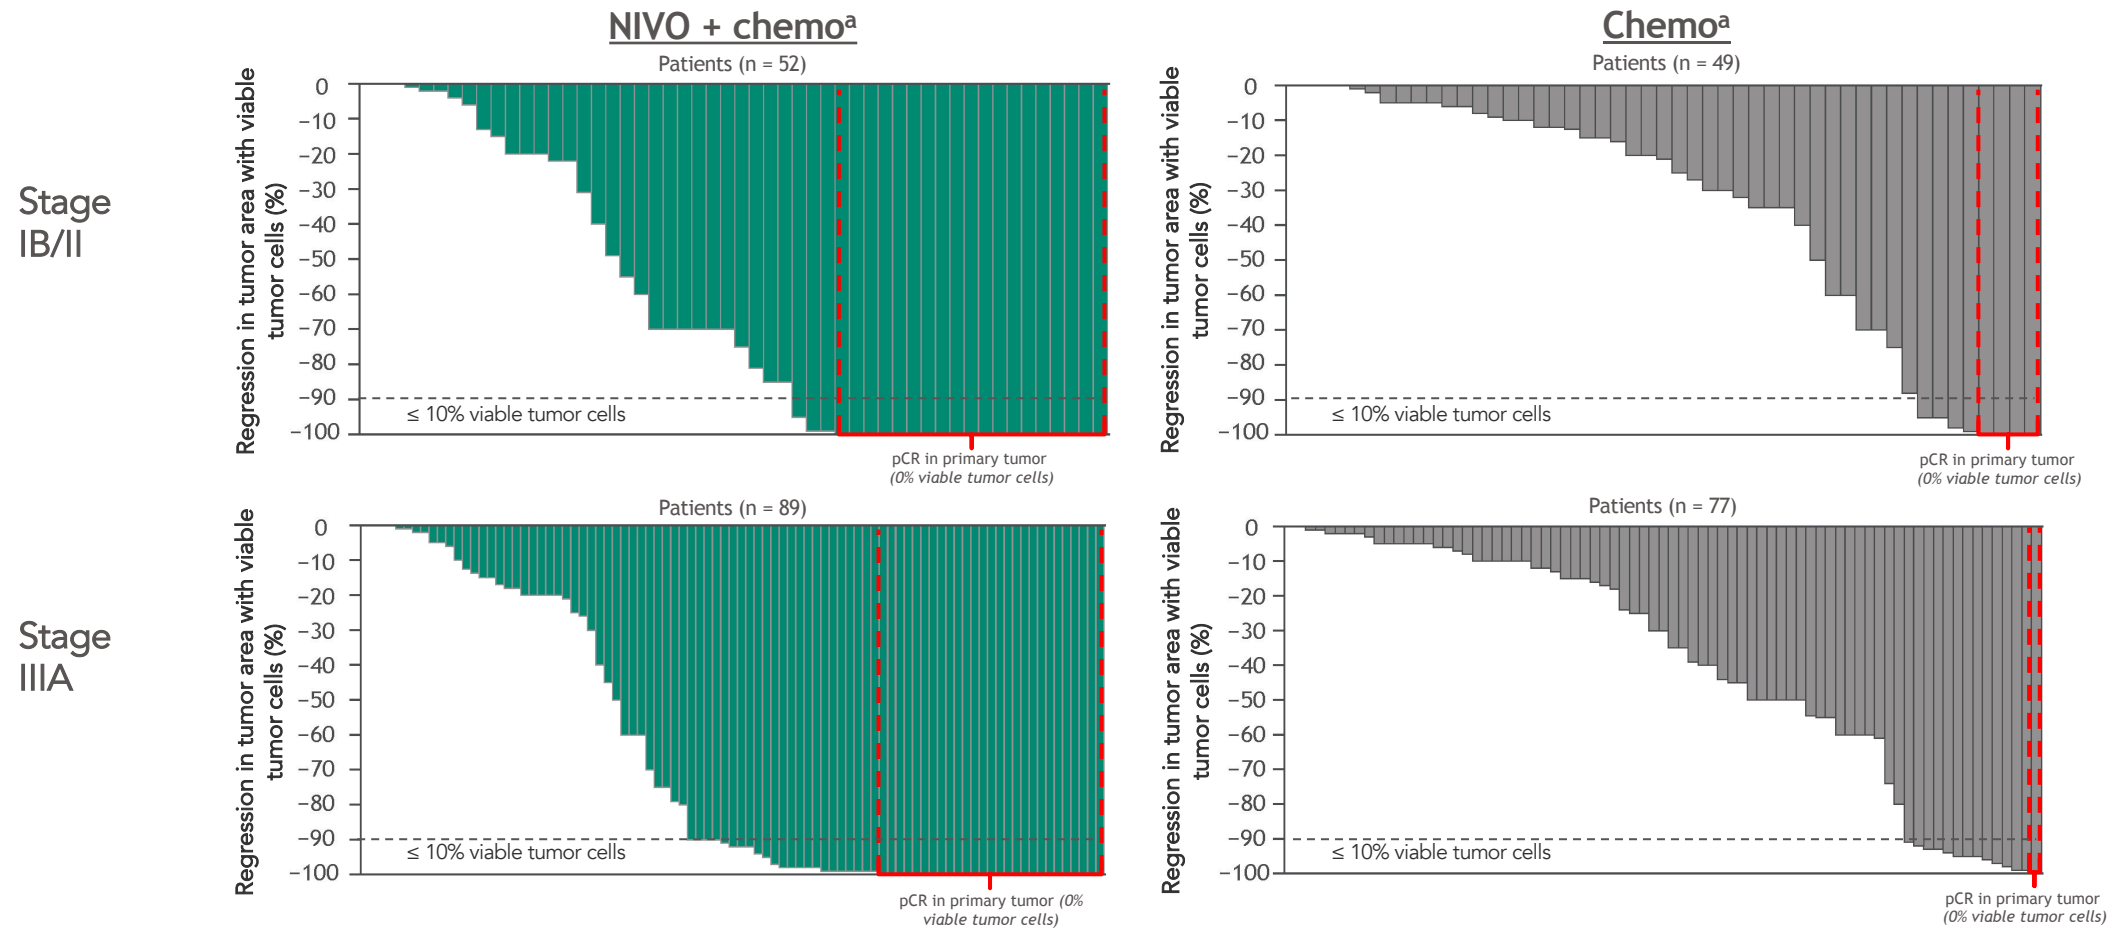 NIVO + chemoᵃ
Chemoᵃ
Patients (n = 52)
Patients (n = 49)
Stage
IB/II
Regression in tumor area with viable
tumor cells (%)
0
−10
−20
−30
−40
−50
−60
−70
−80
−90
−100
≤ 10% viable tumor cells
pCR in primary tumor
(0% viable tumor cells)
Regression in tumor area with viable
tumor cells (%)
0
−10
−20
−30
−40
−50
−60
−70
−80
−90
−100
≤ 10% viable tumor cells
pCR in primary tumor
(0% viable tumor cells)
Stage
IIIA
Patients (n = 89)
Regression in tumor area with viable
tumor cells (%)
0
−10
−20
−30
−40
−50
−60
−70
−80
−90
−100
≤ 10% viable tumor cells
pCR in primary tumor (0%
viable tumor cells)
Patients (n = 77)
Regression in tumor area with viable
tumor cells (%)
0
−10
−20
−30
−40
−50
−60
−70
−80
−90
−100
≤ 10% viable tumor cells
pCR in primary tumor
(0% viable tumor cells)